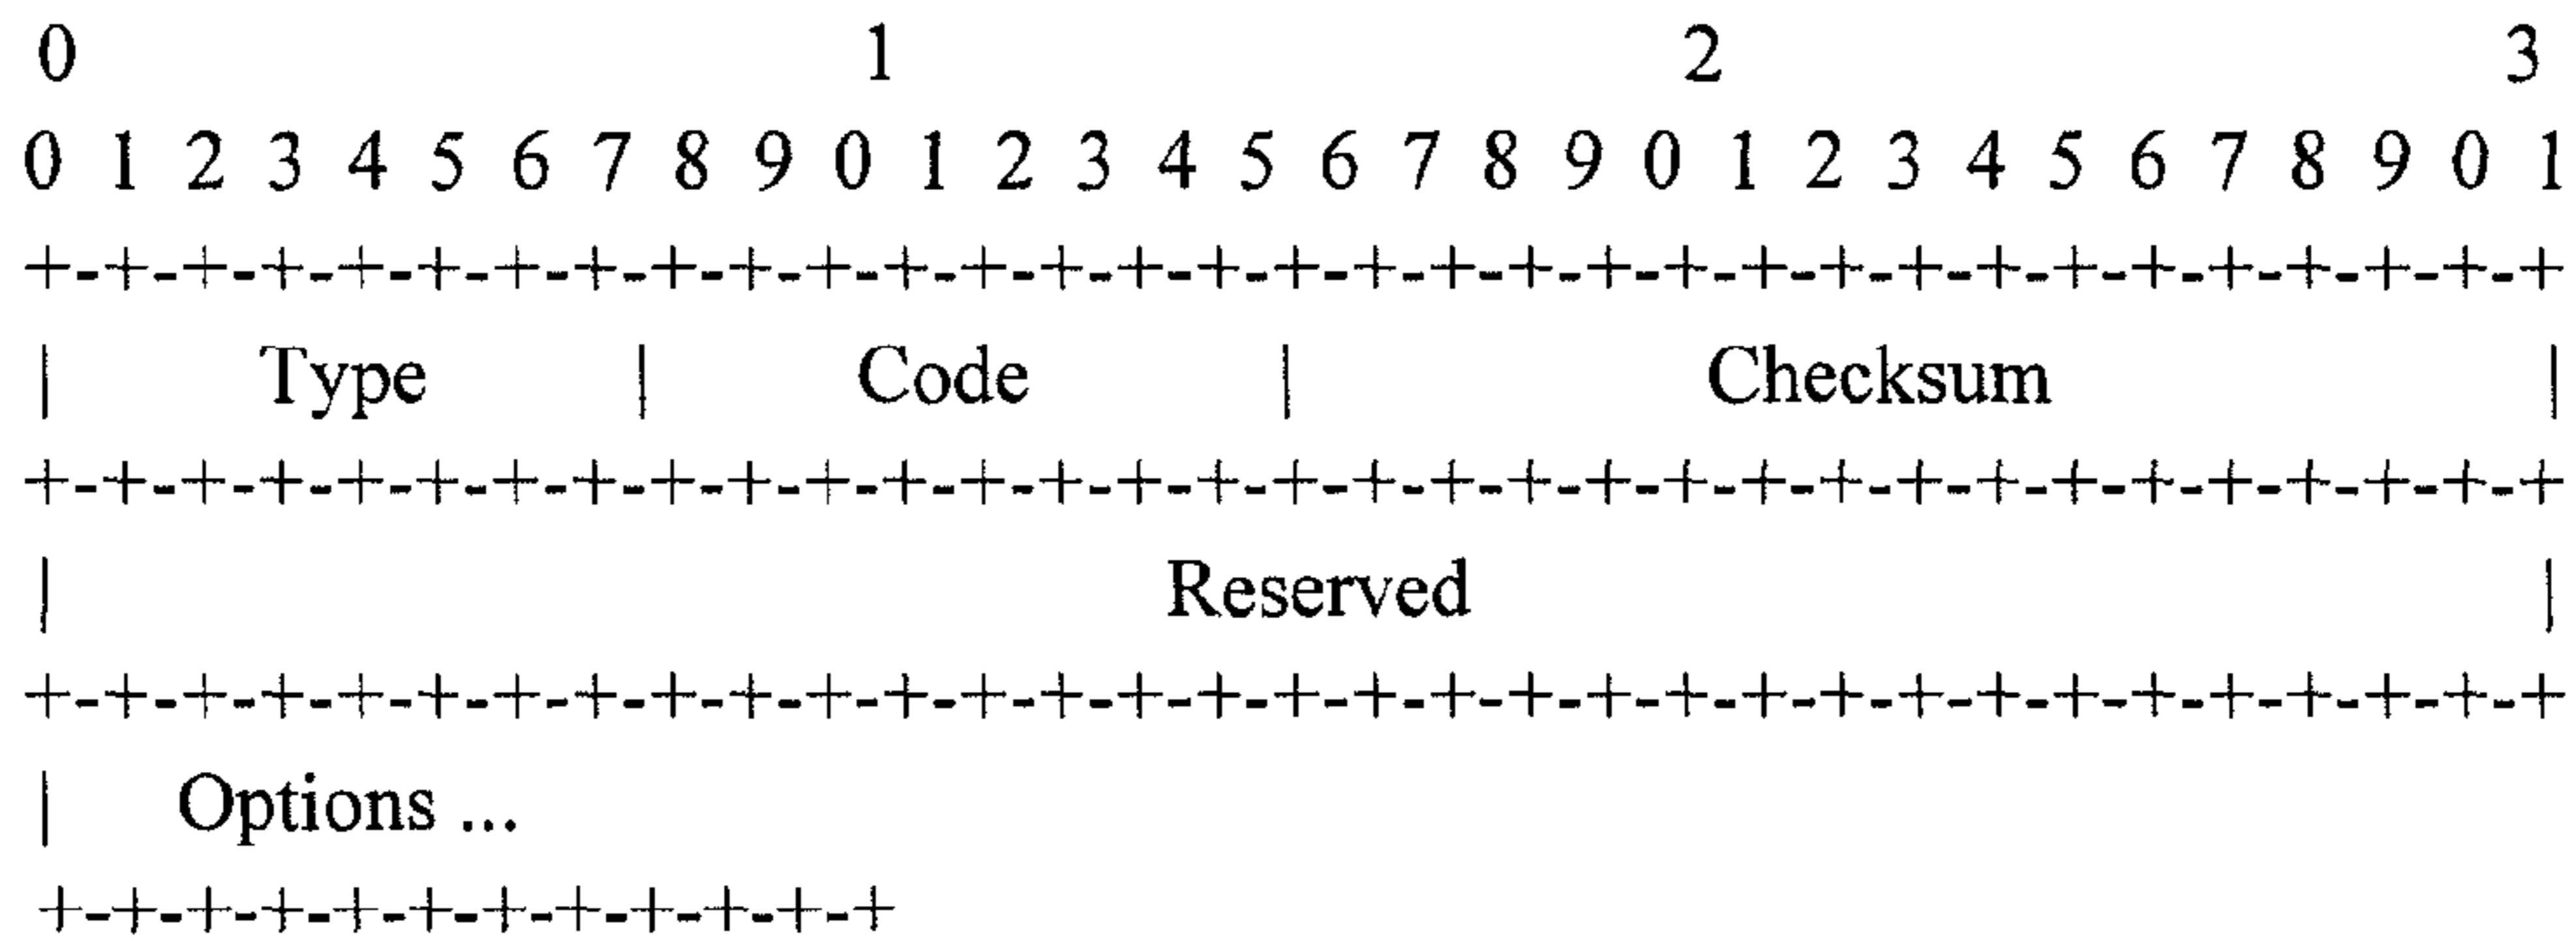 0 1 2 3
0 1 2 3 4 5 6 7 8 9 0 1 2 3 4 5 6 7 8 9 0 1 2 3 4 5 6 7 8 9 0 1
+-+-+-+-+-+-+-+-+-+-+-+-+-+-+-+-+-+-+-+-+-+-+-+-+-+-+-+-+-+-+-+-+
| Type | Code | Checksum |
+-+-+-+-+-+-+-+-+-+-+-+-+-+-+-+-+-+-+-+-+-+-+-+-+-+-+-+-+-+-+-+-+
| Reserved |
+-+-+-+-+-+-+-+-+-+-+-+-+-+-+-+-+-+-+-+-+-+-+-+-+-+-+-+-+-+-+-+-+
| Options ...
+-+-+-+-+-+-+-+-+-+-+-+